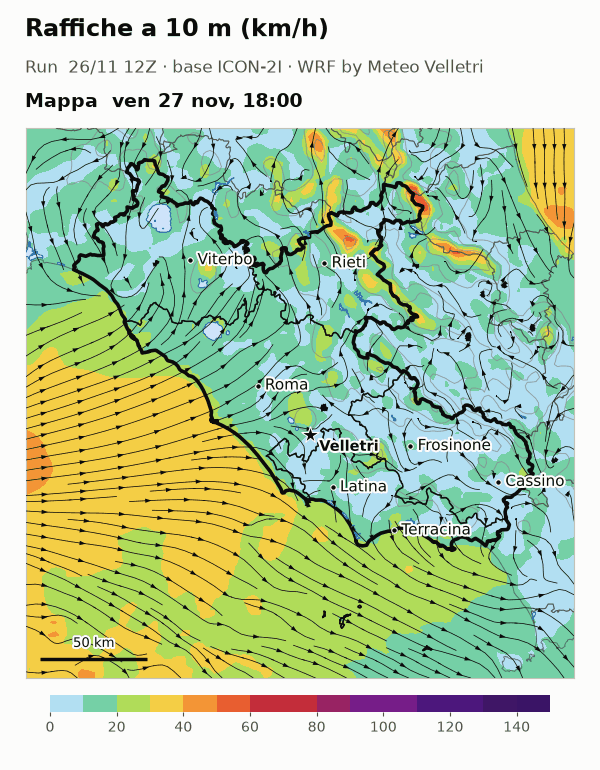 Raffiche a 10 m (km/h)
Run  26/11 12Z · base ICON-2I · WRF by Meteo Velletri
Mappa  ven 27 nov, 18:00
Viterbo
Rieti
Roma
Velletri
Frosinone
Latina
Cassino
Terracina
50 km
0 20 40 60 80 100 120 140